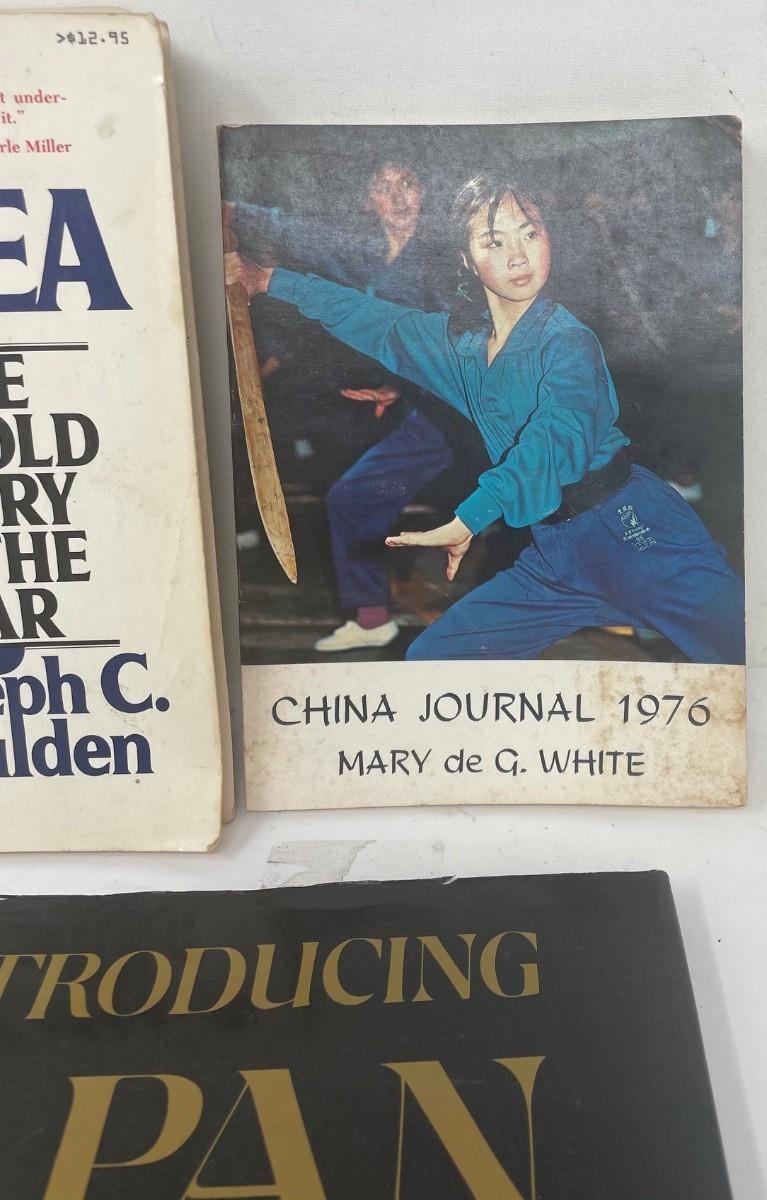 >$12.95
t under-
it.”
rle Miller
EA
E
OLD
RY
THE
AR
eph C.
ulden
CHINA JOURNAL 1976
MARY de G. WHITE
TRODUCING
PAN